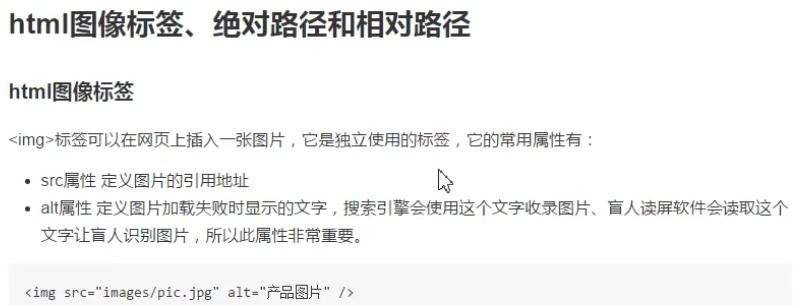 html图像标签、绝对路径和相对路径
html图像标签
<img>标签可以在网页上插入一张图片，它是独立使用的标签，它的常用属性有：
• src属性 定义图片的引用地址
• alt属性 定义图片加载失败时显示的文字，搜索引擎会使用这个文字收录图片、盲人读屏软件会读取这个
文字让盲人识别图片，所以此属性非常重要。
<img src="images/pic.jpg" alt="产品图片" />